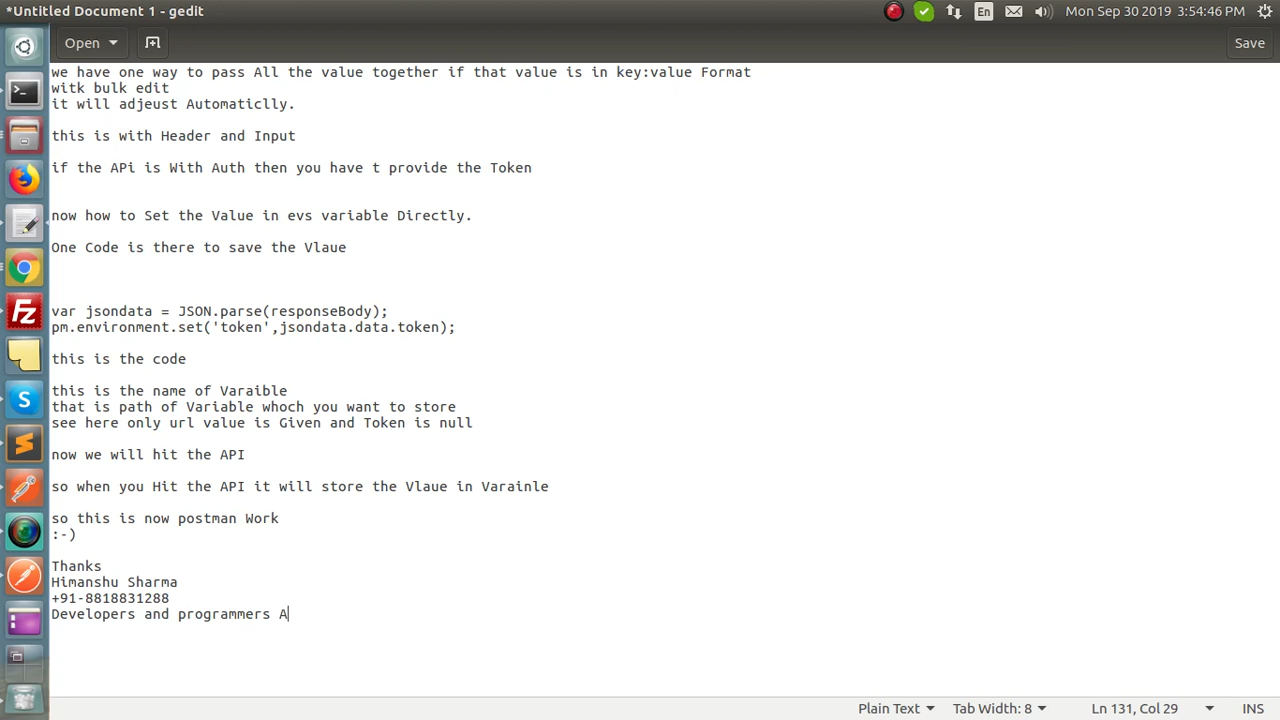 *Untitled Document 1 - gedit
En
Mon Sep 30 2019 3:54:46 PM
Open
Save
we have one way to pass All the value together if that value is in key:value Format
witk bulk edit
it will adjeust Automaticlly.
this is with Header and Input
if the APi is With Auth then you have t provide the Token
now how to Set the Value in evs variable Directly.
One Code is there to save the Vlaue
var jsondata = JSON.parse(responseBody);
pm.environment.set('token',jsondata.data.token);
this is the code
this is the name of Varaible
that is path of Variable whoch you want to store
see here only url value is Given and Token is null
now we will hit the API
so when you Hit the API it will store the Vlaue in Varainle
so this is now postman Work
:-)
Thanks
Himanshu Sharma
+91-8818831288
Developers and programmers A
Plain Text
Tab Width: 8
Ln 131, Col 29
INS